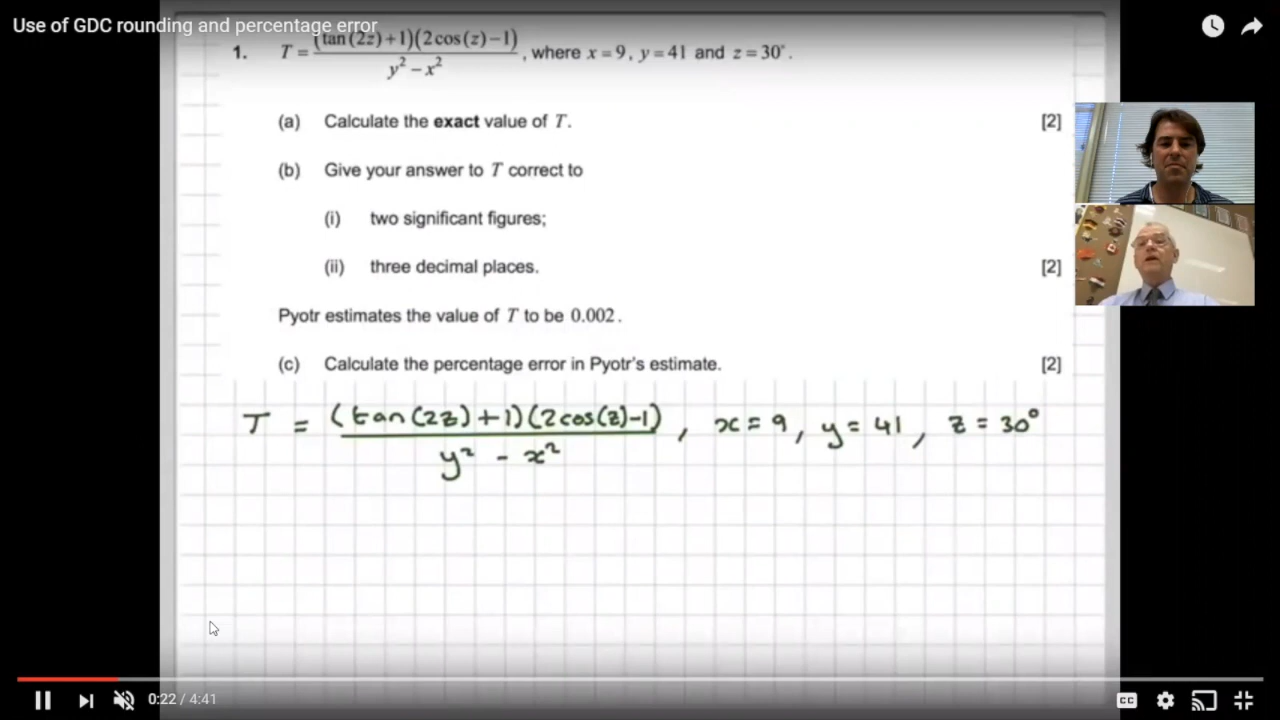 Use of GDC rounding and percentage error
1. T = (tan(2z)+1)(2cos(z)−1) / y² − x² , where x = 9, y = 41 and z = 30°.
(a) Calculate the exact value of T. [2]
(b) Give your answer to T correct to
(i) two significant figures;
(ii) three decimal places. [2]
Pyotr estimates the value of T to be 0.002.
(c) Calculate the percentage error in Pyotr's estimate. [2]
T = (tan(2z)+1)(2cos(z)−1) / y² − x² , x = 9, y = 41, z = 30°
0:22 / 4:41
CC